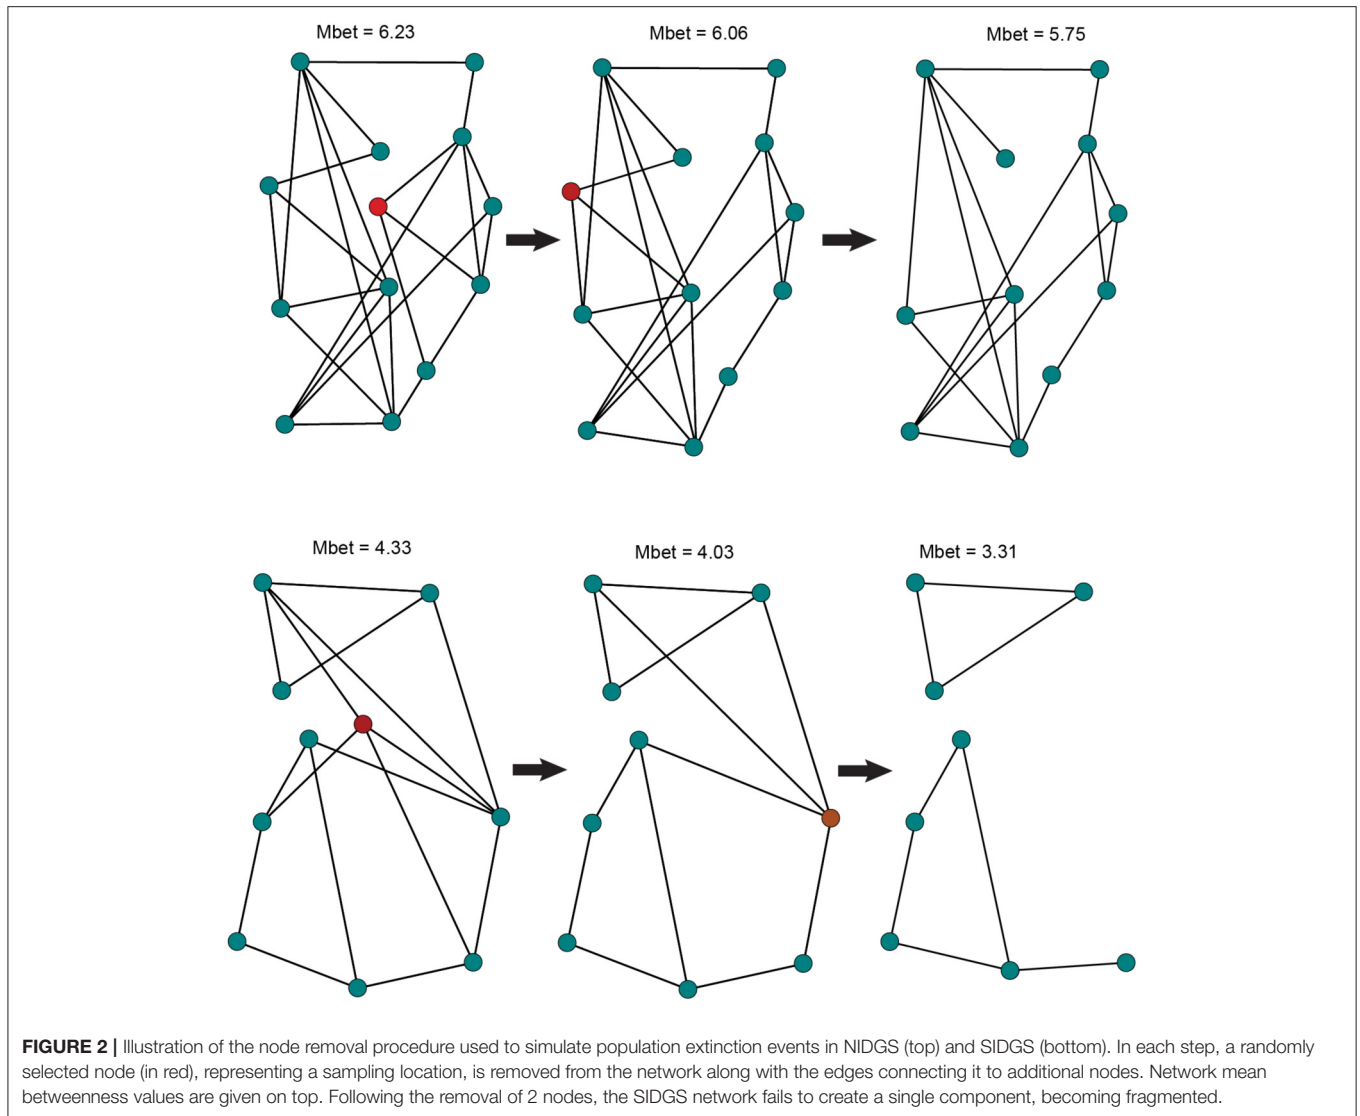 Mbet = 6.23
Mbet = 6.06
Mbet = 5.75
Mbet = 4.33
Mbet = 4.03
Mbet = 3.31
FIGURE 2 | Illustration of the node removal procedure used to simulate population extinction events in NIDGS (top) and SIDGS (bottom). In each step, a randomly
selected node (in red), representing a sampling location, is removed from the network along with the edges connecting it to additional nodes. Network mean
betweenness values are given on top. Following the removal of 2 nodes, the SIDGS network fails to create a single component, becoming fragmented.